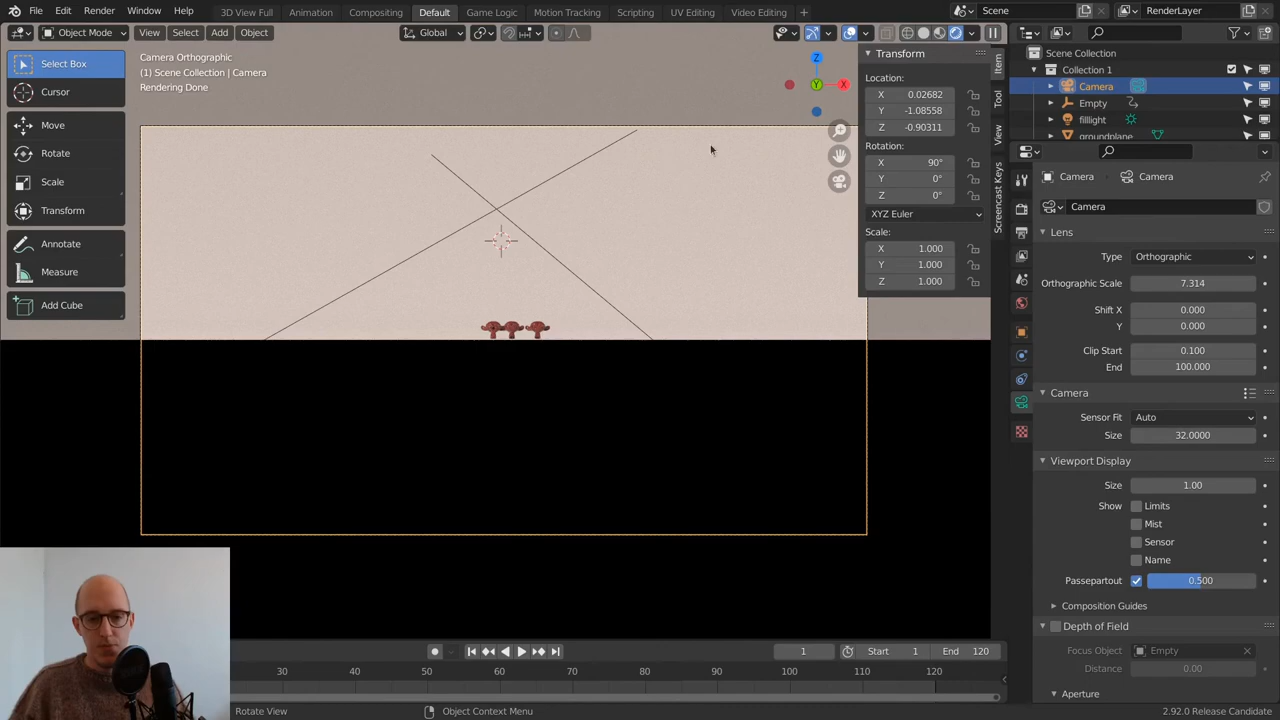 File Edit Render Window Help 3D View Full Animation Compositing Default Game Logic Motion Tracking Scripting UV Editing Video Editing + Scene RenderLayer
Object Mode View Select Add Object Global
Select Box
Cursor
Move
Rotate
Scale
Transform
Annotate
Measure
Add Cube
Camera Orthographic
(1) Scene Collection | Camera
Rendering Done
Z
Y
X
Transform
Location:
X 0.02682
Y -1.08558
Z -0.90311
Rotation:
X 90°
Y 0°
Z 0°
XYZ Euler
Scale:
X 1.000
Y 1.000
Z 1.000
Item
Tool
View
Screencast Keys
Scene Collection
Collection 1
Camera
Empty
filllight
groundplane
Camera Camera
Camera
Lens
Type Orthographic
Orthographic Scale 7.314
Shift X 0.000
Y 0.000
Clip Start 0.100
End 100.000
Camera
Sensor Fit Auto
Size 32.0000
Viewport Display
Size 1.00
Show Limits
Mist
Sensor
Name
Passepartout 0.500
Composition Guides
Depth of Field
Focus Object Empty
Distance 0.00
Aperture
1 Start 1 End 120
30 40 50 60 70 80 90 100 110 120
Rotate View Object Context Menu 2.92.0 Release Candidate